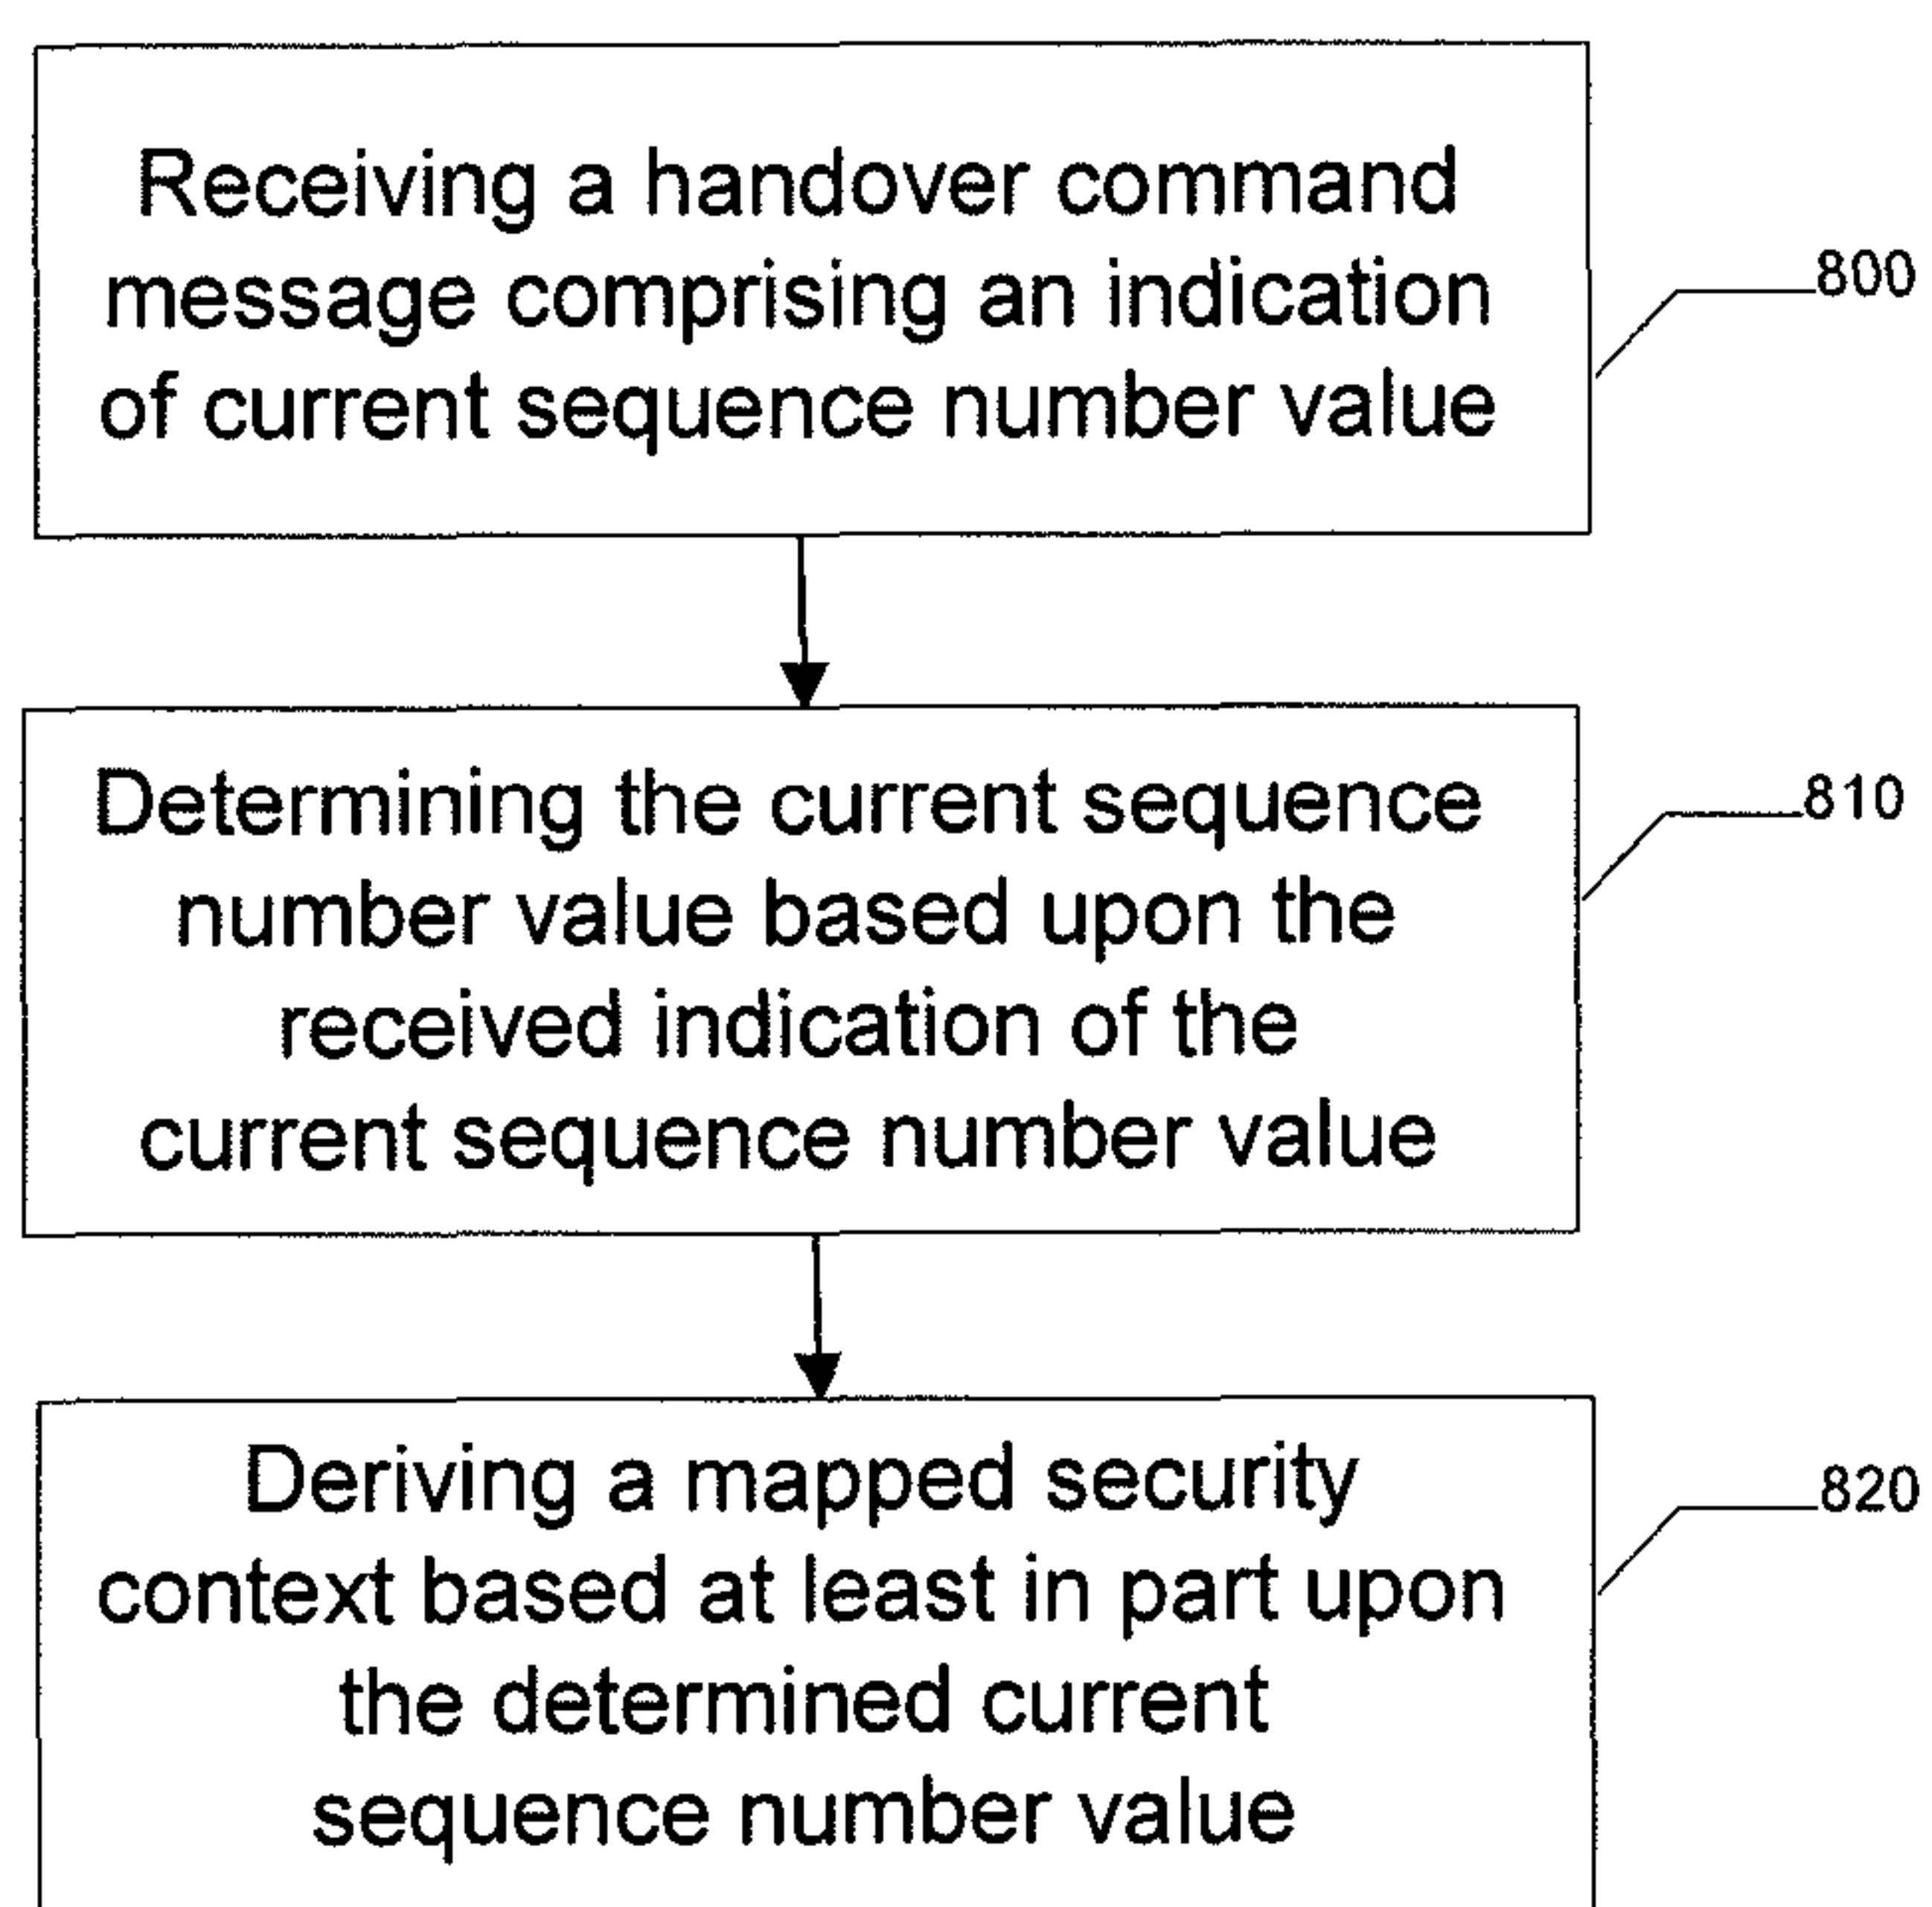 Receiving a handover command
message comprising an indication
of current sequence number value
800
Determining the current sequence
number value based upon the
received indication of the
current sequence number value
810
Deriving a mapped security
context based at least in part upon
the determined current
sequence number value
820